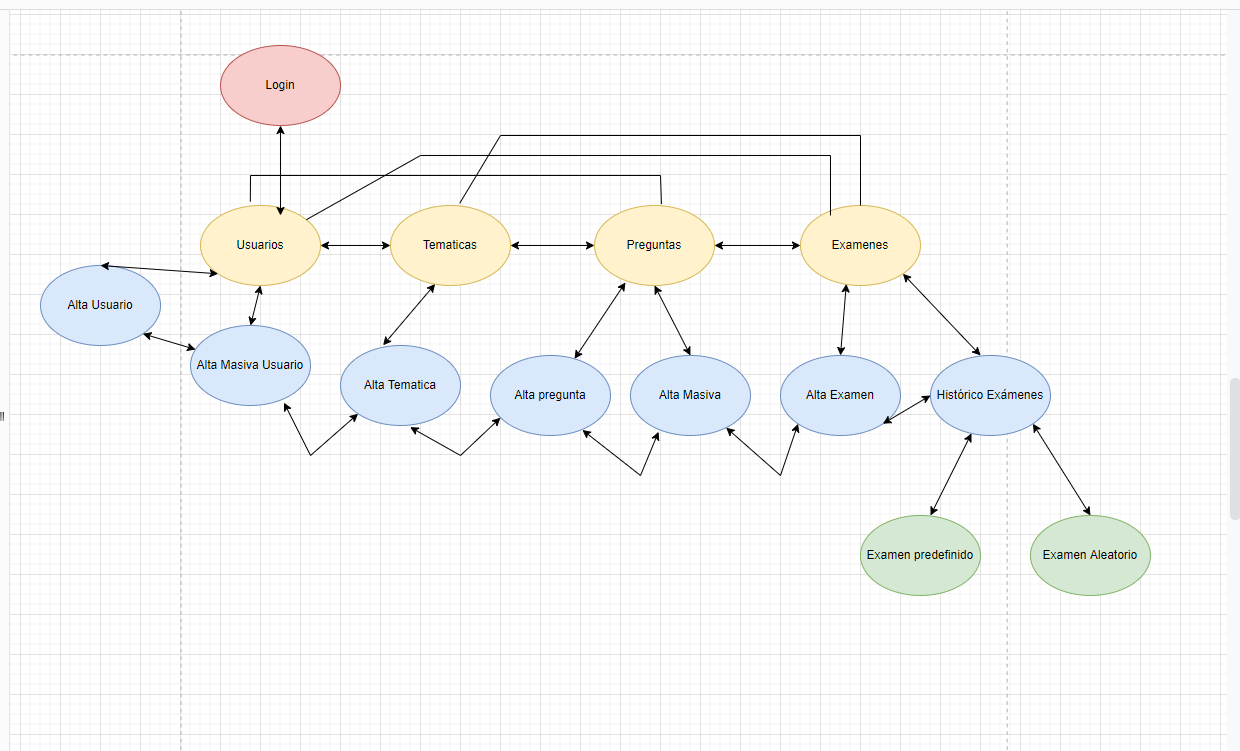 Login
Usuarios
Tematicas
Preguntas
Examenes
Alta Usuario
Alta Masiva Usuario
Alta Tematica
Alta pregunta
Alta Masiva
Alta Examen
Histórico Exámenes
Examen predefinido
Examen Aleatorio